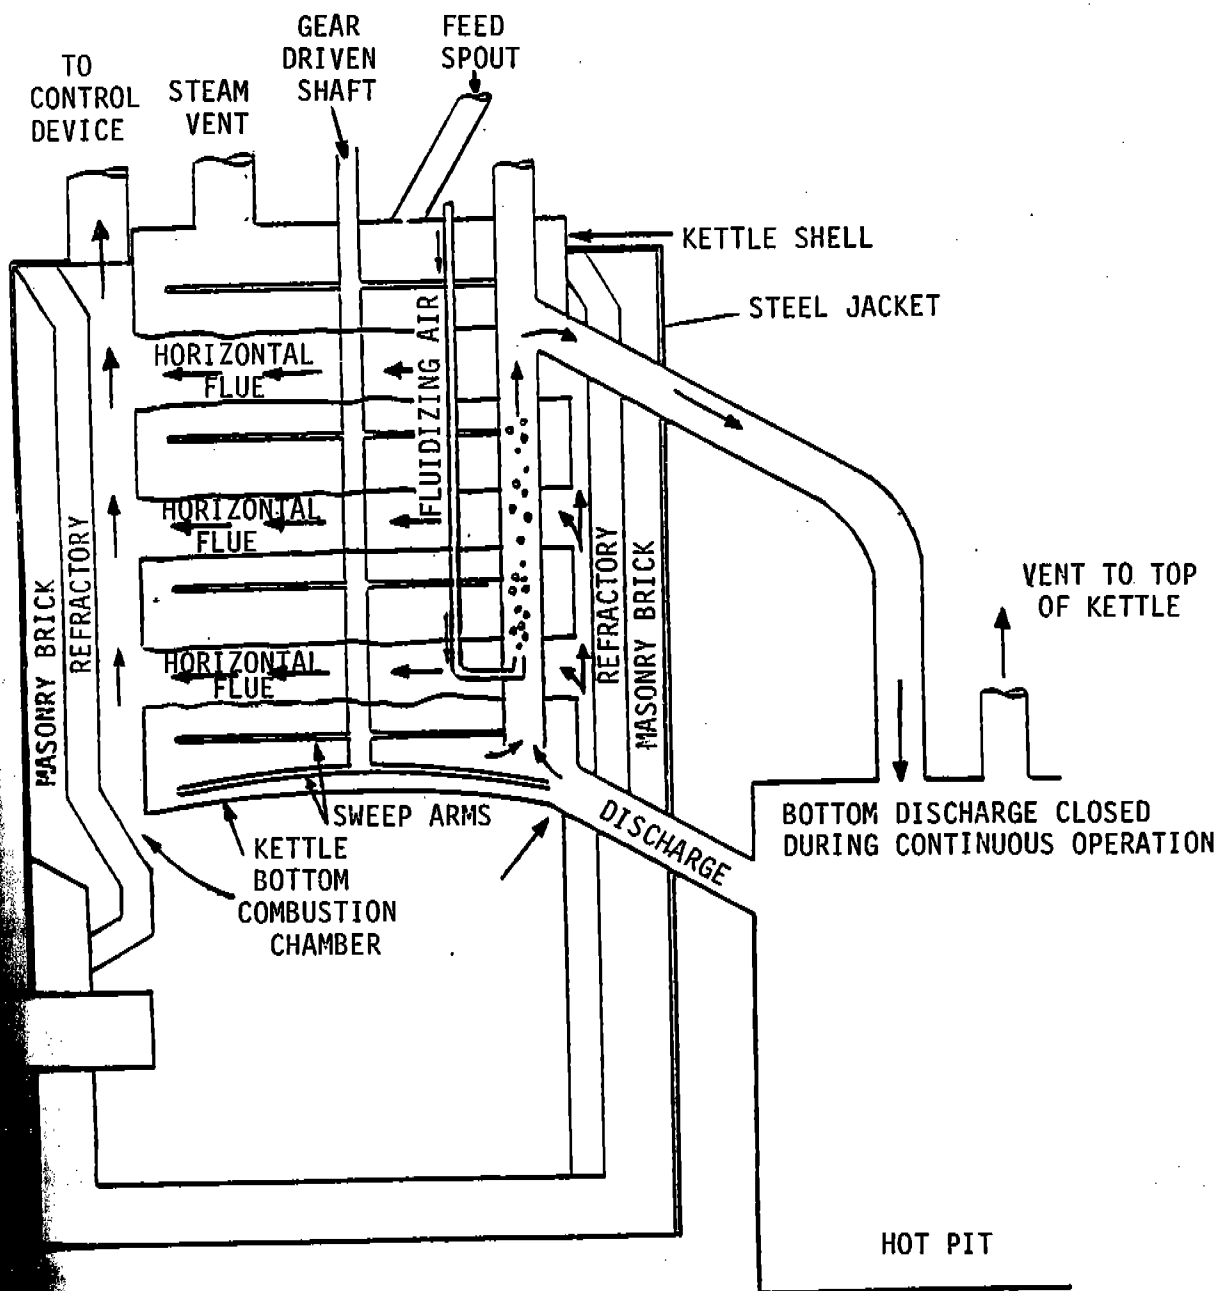 GEAR
DRIVEN
SHAFT
FEED
SPOUT
TO
CONTROL
DEVICE
STEAM
VENT
KETTLE SHELL
STEEL JACKET
HORIZONTAL
FLUE
FLUIDIZING AIR
HORIZONTAL
FLUE
HORIZONTAL
FLUE
MASONRY BRICK
REFRACTORY
REFRACTORY
MASONRY BRICK
VENT TO TOP
OF KETTLE
SWEEP ARMS
KETTLE
BOTTOM
COMBUSTION
CHAMBER
DISCHARGE
BOTTOM DISCHARGE CLOSED
DURING CONTINUOUS OPERATION
HOT PIT